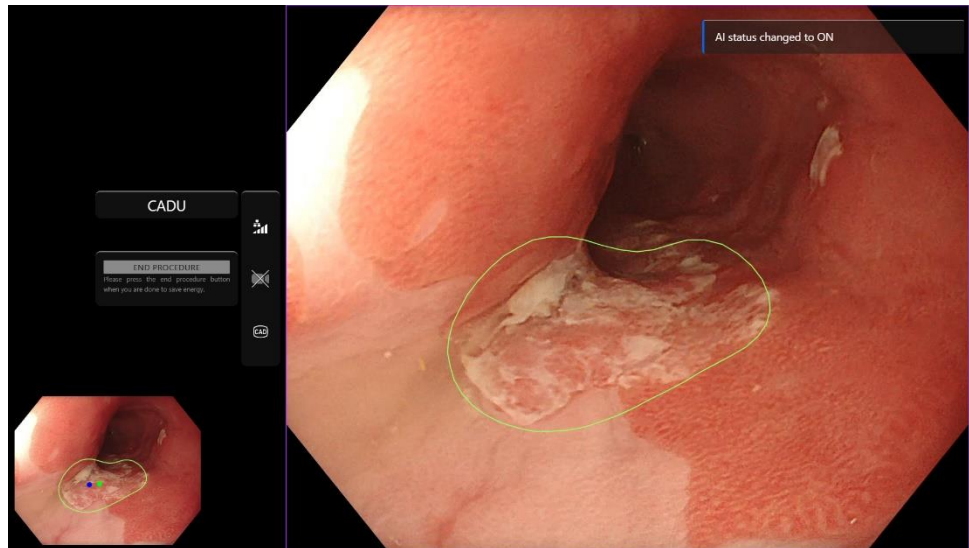 AI status changed to ON
CADU
END PROCEDURE
Please press the end procedure button
when you are done to save energy.
CAD